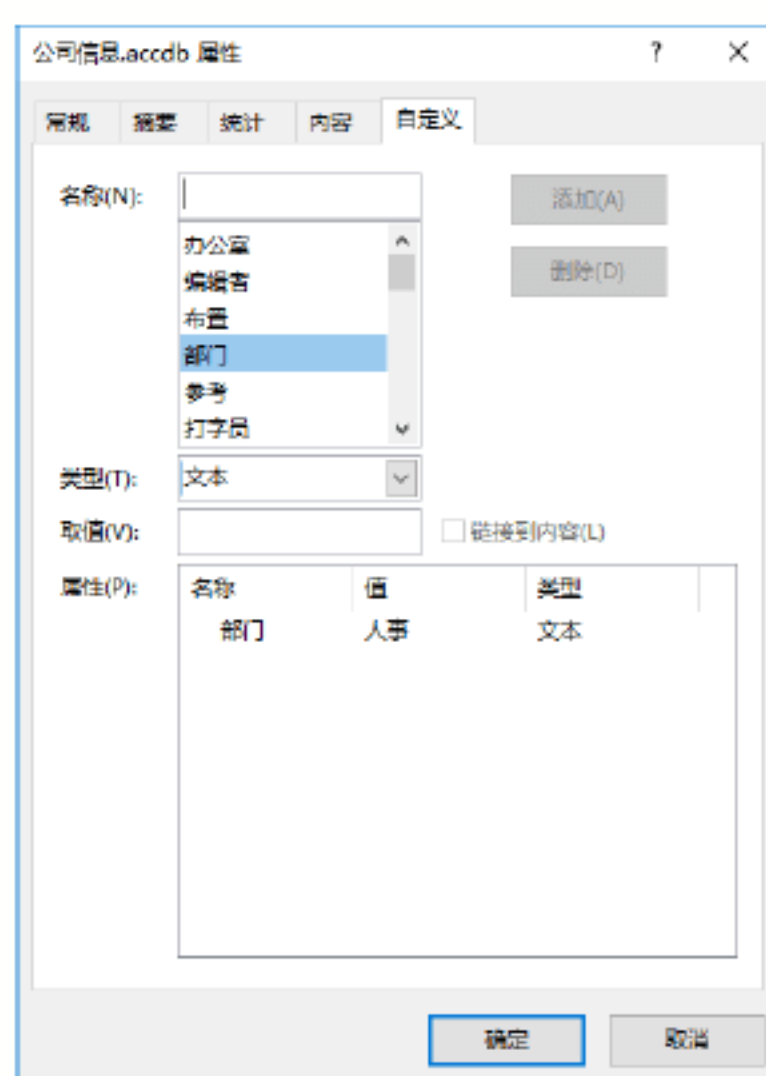 公司信息.accdb 属性 ? ×
常规 摘要 统计 内容 自定义
名称(N): 添加(A)
办公室
删除(D)
编辑者
布置
部门
参考
打字员
类型(T): 文本
取值(V): 链接到内容(L)
属性(P): 名称 值 类型
部门 人事 文本
确定 取消